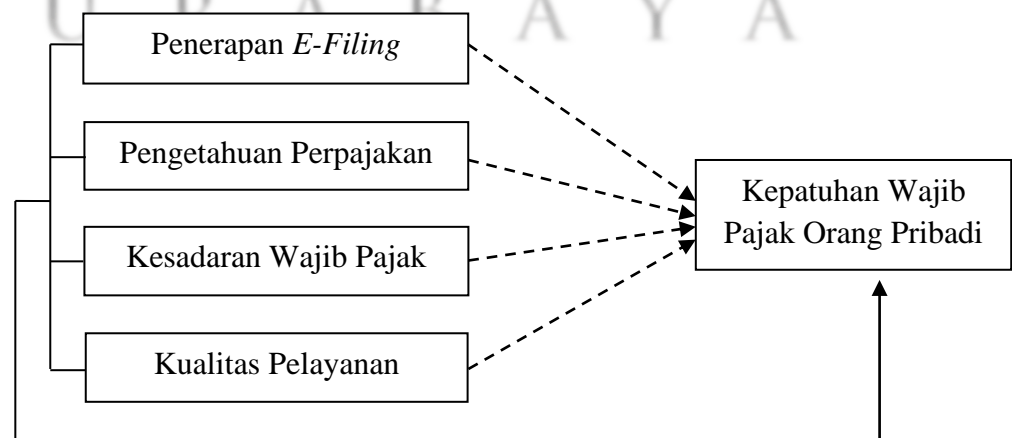 U R A B A Y A
Penerapan E-Filing
Pengetahuan Perpajakan
Kesadaran Wajib Pajak
Kualitas Pelayanan
Kepatuhan Wajib
Pajak Orang Pribadi